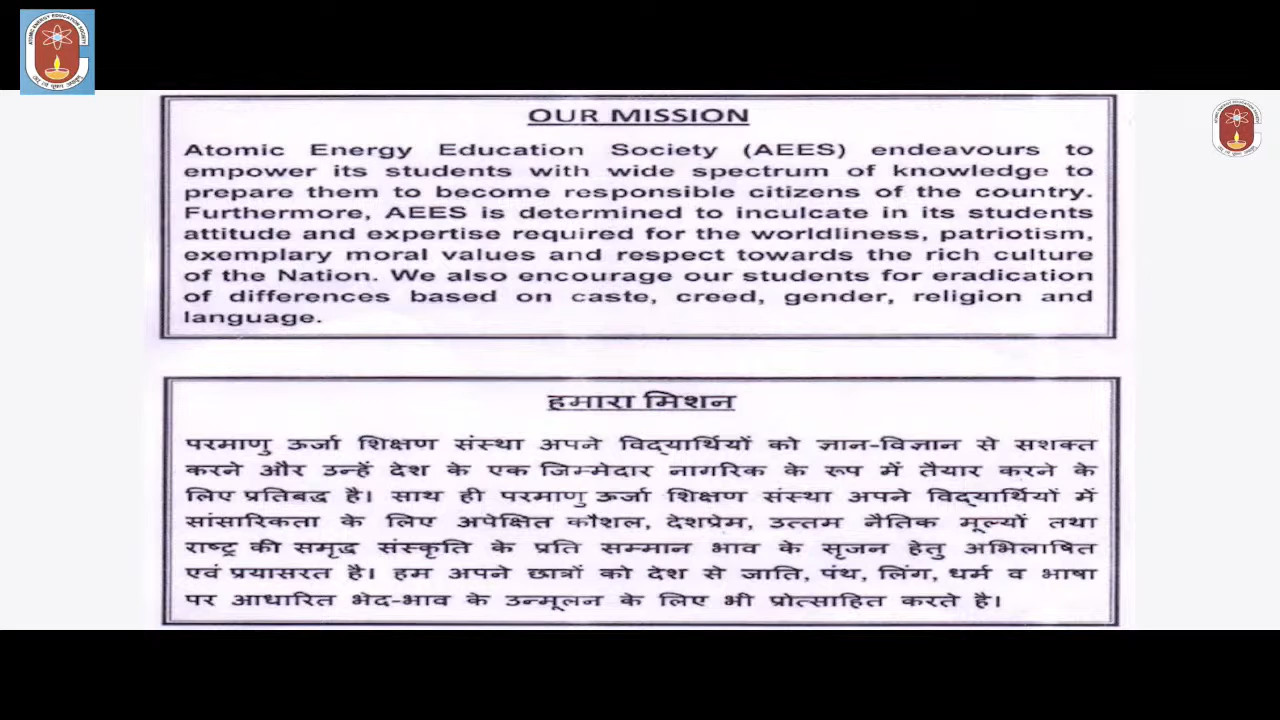 OUR MISSION
Atomic Energy Education Society (AEES) endeavours to
empower its students with wide spectrum of knowledge to
prepare them to become responsible citizens of the country.
Furthermore, AEES is determined to inculcate in its students
attitude and expertise required for the worldliness, patriotism,
exemplary moral values and respect towards the rich culture
of the Nation. We also encourage our students for eradication
of differences based on caste, creed, gender, religion and
language.
हमारा मिशन
परमाणु ऊर्जा शिक्षण संस्था अपने विद्यार्थियों को ज्ञान-विज्ञान से सशक्त
करने और उन्हें देश के एक जिम्मेदार नागरिक के रूप में तैयार करने के
लिए प्रतिबद्ध है। साथ ही परमाणु ऊर्जा शिक्षण संस्था अपने विद्यार्थियों में
सांसारिकता के लिए अपेक्षित कौशल, देशप्रेम, उत्तम नैतिक मूल्यों तथा
राष्ट्र की समृद्ध संस्कृति के प्रति सम्मान भाव के सृजन हेतु अभिलाषित
एवं प्रयासरत है। हम अपने छात्रों को देश से जाति, पंथ, लिंग, धर्म व भाषा
पर आधारित भेद-भाव के उन्मूलन के लिए भी प्रोत्साहित करते है।
ATOMIC ENERGY EDUCATION SOCIETY